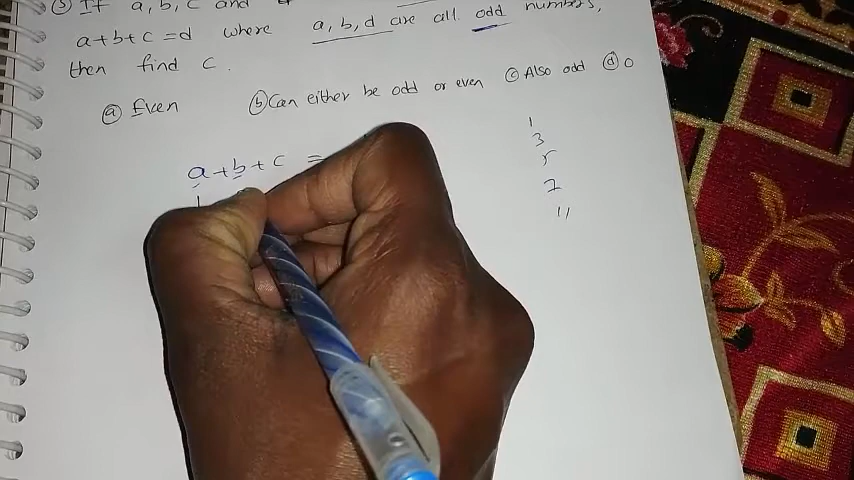 ③ If a, b, c and
a+b+c=d where a, b, d are all odd numbers,
then find c.
ⓐ Even ⓑ Can either be odd or even ⓒ Also odd ⓓ 0
a+b+c =
1
3
5
7
11